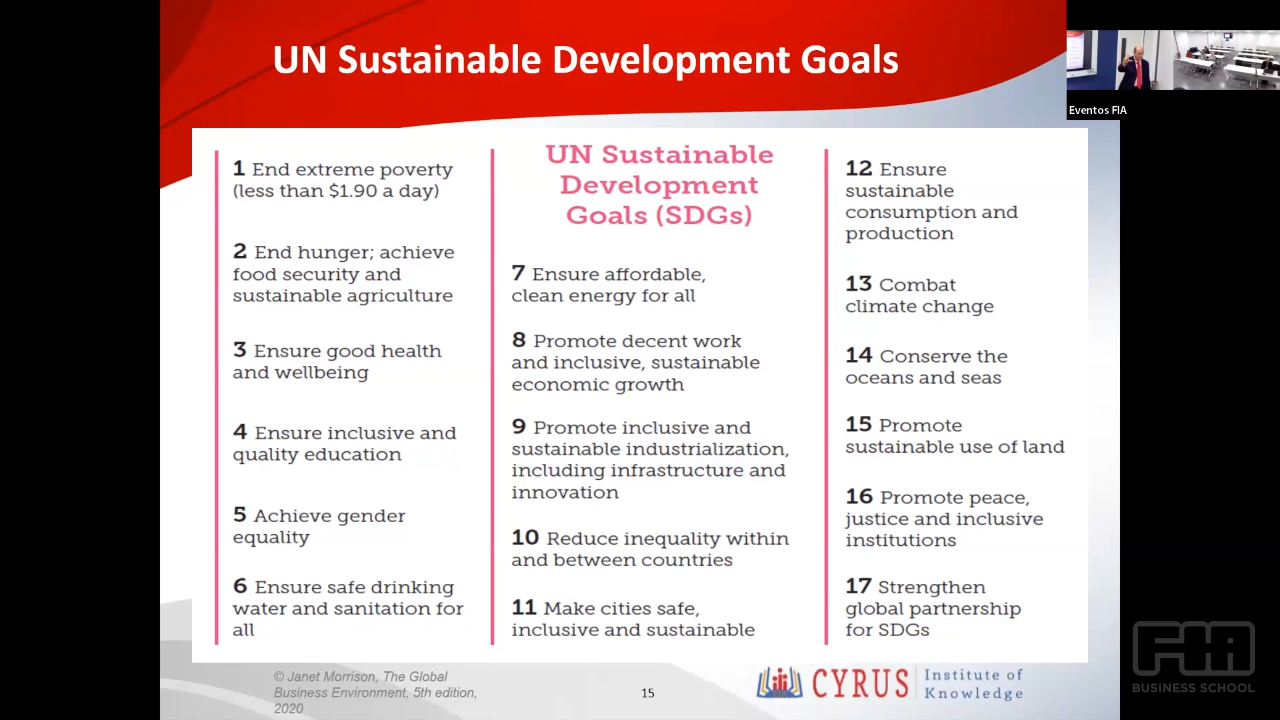 UN Sustainable Development Goals
Eventos FIA
1 End extreme poverty
(less than $1.90 a day)
2 End hunger; achieve
food security and
sustainable agriculture
3 Ensure good health
and wellbeing
4 Ensure inclusive and
quality education
5 Achieve gender
equality
6 Ensure safe drinking
water and sanitation for
all
UN Sustainable
Development
Goals (SDGs)
7 Ensure affordable,
clean energy for all
8 Promote decent work
and inclusive, sustainable
economic growth
9 Promote inclusive and
sustainable industrialization,
including infrastructure and
innovation
10 Reduce inequality within
and between countries
11 Make cities safe,
inclusive and sustainable
12 Ensure
sustainable
consumption and
production
13 Combat
climate change
14 Conserve the
oceans and seas
15 Promote
sustainable use of land
16 Promote peace,
justice and inclusive
institutions
17 Strengthen
global partnership
for SDGs
© Janet Morrison, The Global
Business Environment, 5th edition,
2020
15
CYRUS
Institute of
Knowledge
FIA
BUSINESS SCHOOL